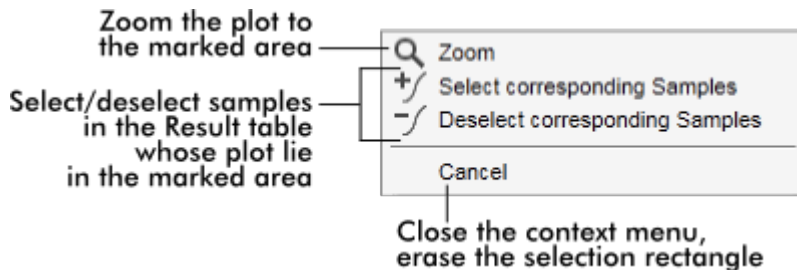 Zoom the plot to
the marked area
Select/deselect samples
in the Result table
whose plot lie
in the marked area
Zoom
Select corresponding Samples
Deselect corresponding Samples
Cancel
Close the context menu,
erase the selection rectangle